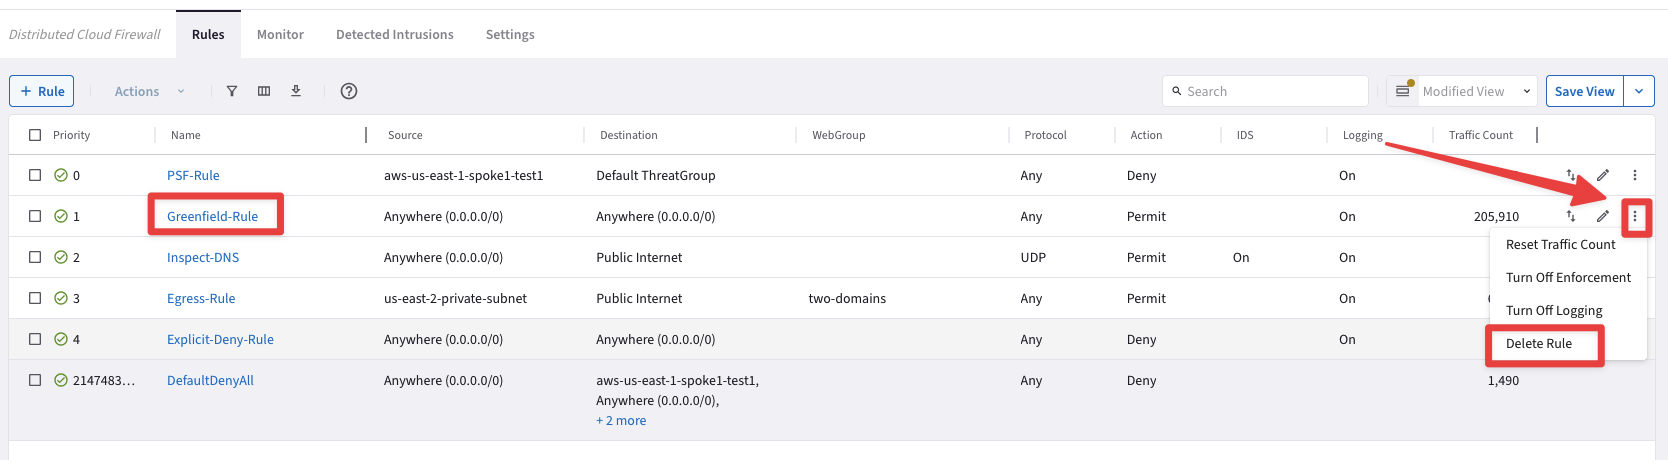 Distributed Cloud Firewall Rules Monitor Detected Intrusions Settings
+ Rule Actions ? Search Modified View Save View
Priority Name Source Destination WebGroup Protocol Action IDS Logging Traffic Count
0 PSF-Rule aws-us-east-1-spoke1-test1 Default ThreatGroup Any Deny On
1 Greenfield-Rule Anywhere (0.0.0.0/0) Anywhere (0.0.0.0/0) Any Permit On 205,910
2 Inspect-DNS Anywhere (0.0.0.0/0) Public Internet UDP Permit On On
3 Egress-Rule us-east-2-private-subnet Public Internet two-domains Any Permit On
4 Explicit-Deny-Rule Anywhere (0.0.0.0/0) Anywhere (0.0.0.0/0) Any Deny On
2147483... DefaultDenyAll Anywhere (0.0.0.0/0) aws-us-east-1-spoke1-test1, Any Deny 1,490
Anywhere (0.0.0.0/0),
+ 2 more
Reset Traffic Count
Turn Off Enforcement
Turn Off Logging
Delete Rule